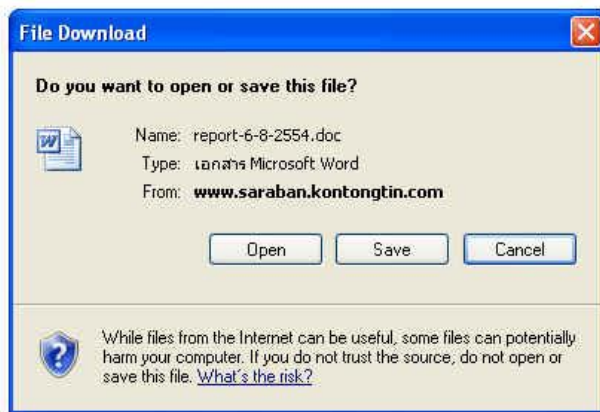 File Download
Do you want to open or save this file?
Name: report-6-8-2554.doc
Type: เอกสาร Microsoft Word
From: www.saraban.kontongtin.com
Open Save Cancel
While files from the Internet can be useful, some files can potentially
harm your computer. If you do not trust the source, do not open or
save this file. What's the risk?